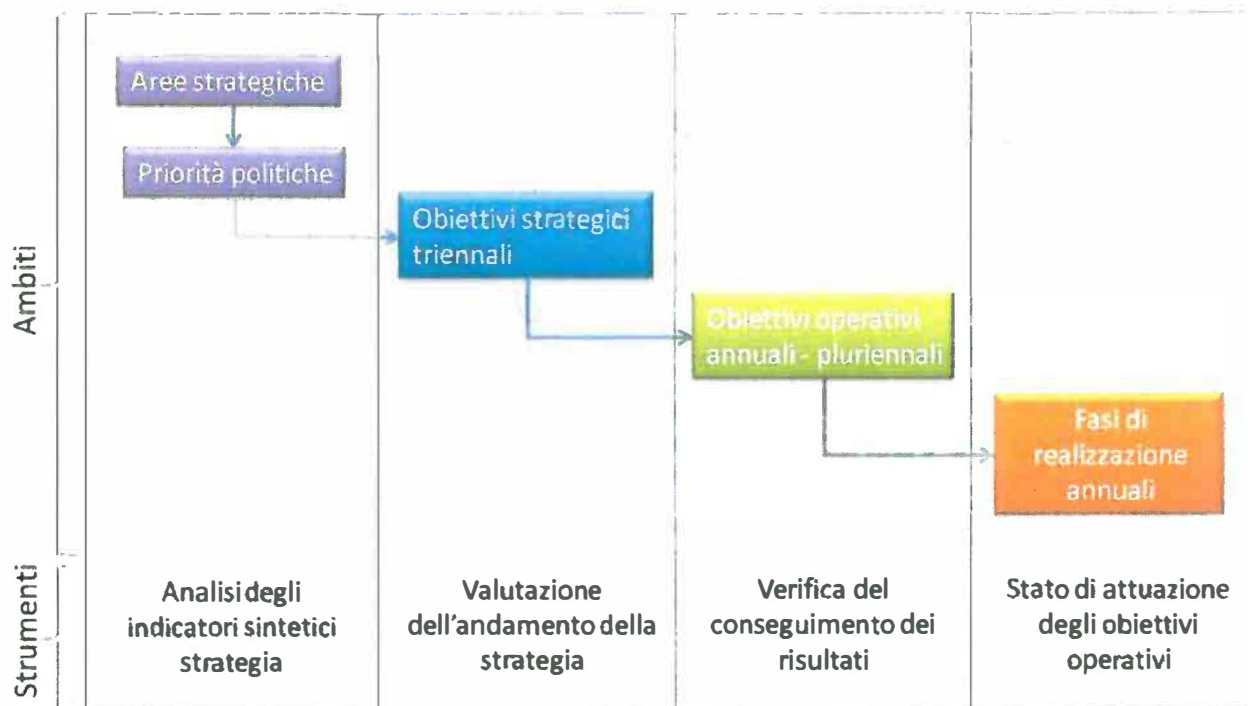 Aree strategiche
Priorità politiche
Obiettivi strategici
triennali
Obiettivi operativi
annuali - pluriennali
Fasi di
realizzazione
annuali
Ambiti
Strumenti
Analisi degli
indicatori sintetici
strategia
Valutazione
dell'andamento della
strategia
Verifica del
conseguimento dei
risultati
Stato di attuazione
degli obiettivi
operativi